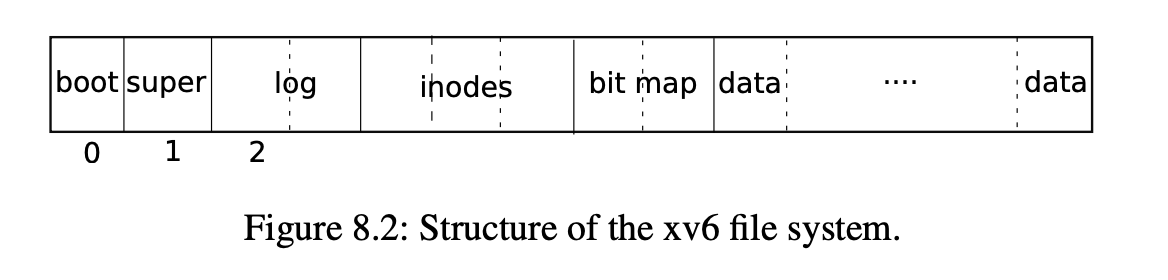 boot super log inodes bit map data .... data
0 1 2
Figure 8.2: Structure of the xv6 file system.